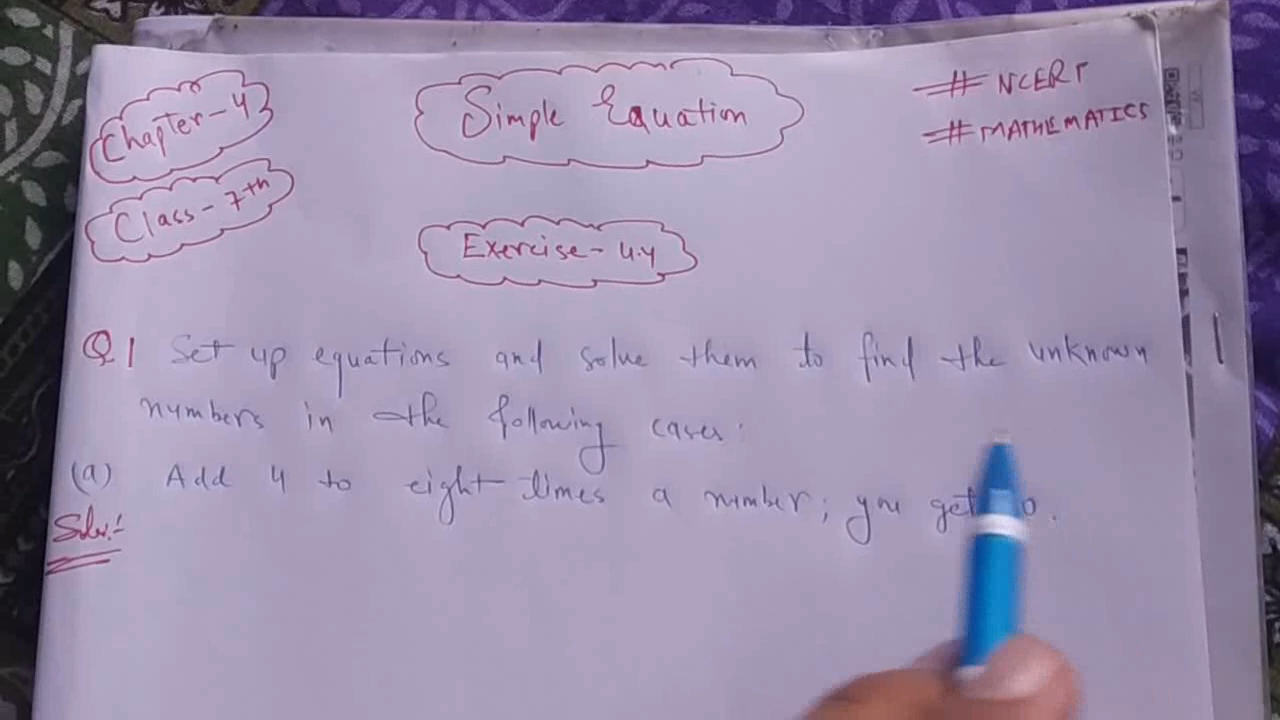 Chapter-4
Simple Equation
# NCERT
# MATHEMATICS
Class-7th
Exercise-4.4
Q1 Set up equations and solve them to find the unknown
numbers in the following cases:
(a) Add 4 to eight times a number; you get
Soln:-